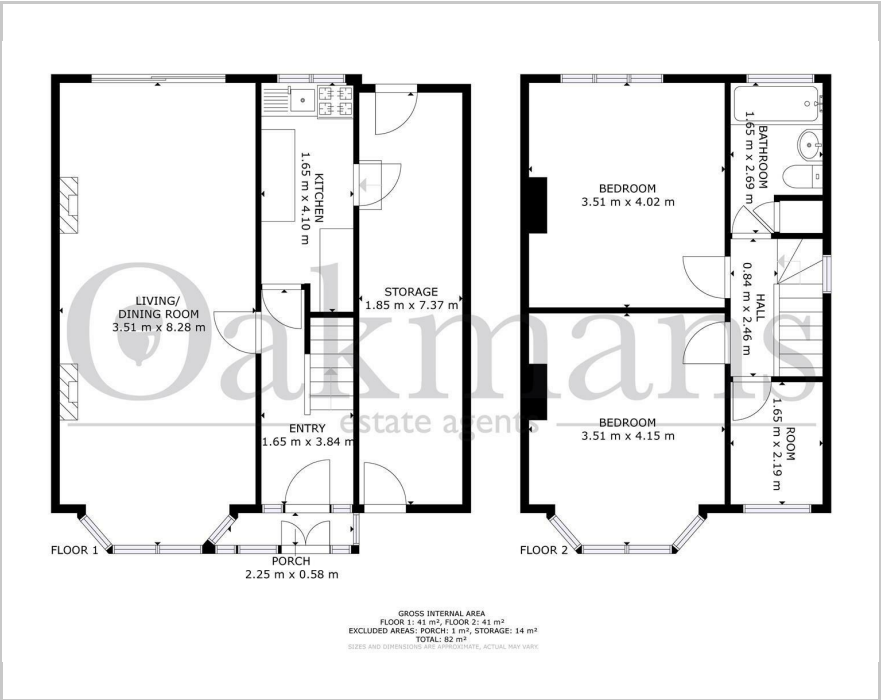 KITCHEN
1.65 m x 4.10 m
STORAGE
1.85 m x 7.37 m
LIVING/
DINING ROOM
3.51 m x 8.28 m
ENTRY
1.65 m x 3.84 m
FLOOR 1
PORCH
2.25 m x 0.58 m
BEDROOM
3.51 m x 4.02 m
BATHROOM
1.65 m x 2.69 m
HALL
0.84 m x 2.46 m
BEDROOM
3.51 m x 4.15 m
ROOM
1.65 m x 2.19 m
FLOOR 2
Oakmans
estate agents
GROSS INTERNAL AREA
FLOOR 1: 41 m², FLOOR 2: 41 m²
EXCLUDED AREAS: PORCH: 1 m², STORAGE: 14 m²
TOTAL: 82 m²
SIZES AND DIMENSIONS ARE APPROXIMATE, ACTUAL MAY VARY.